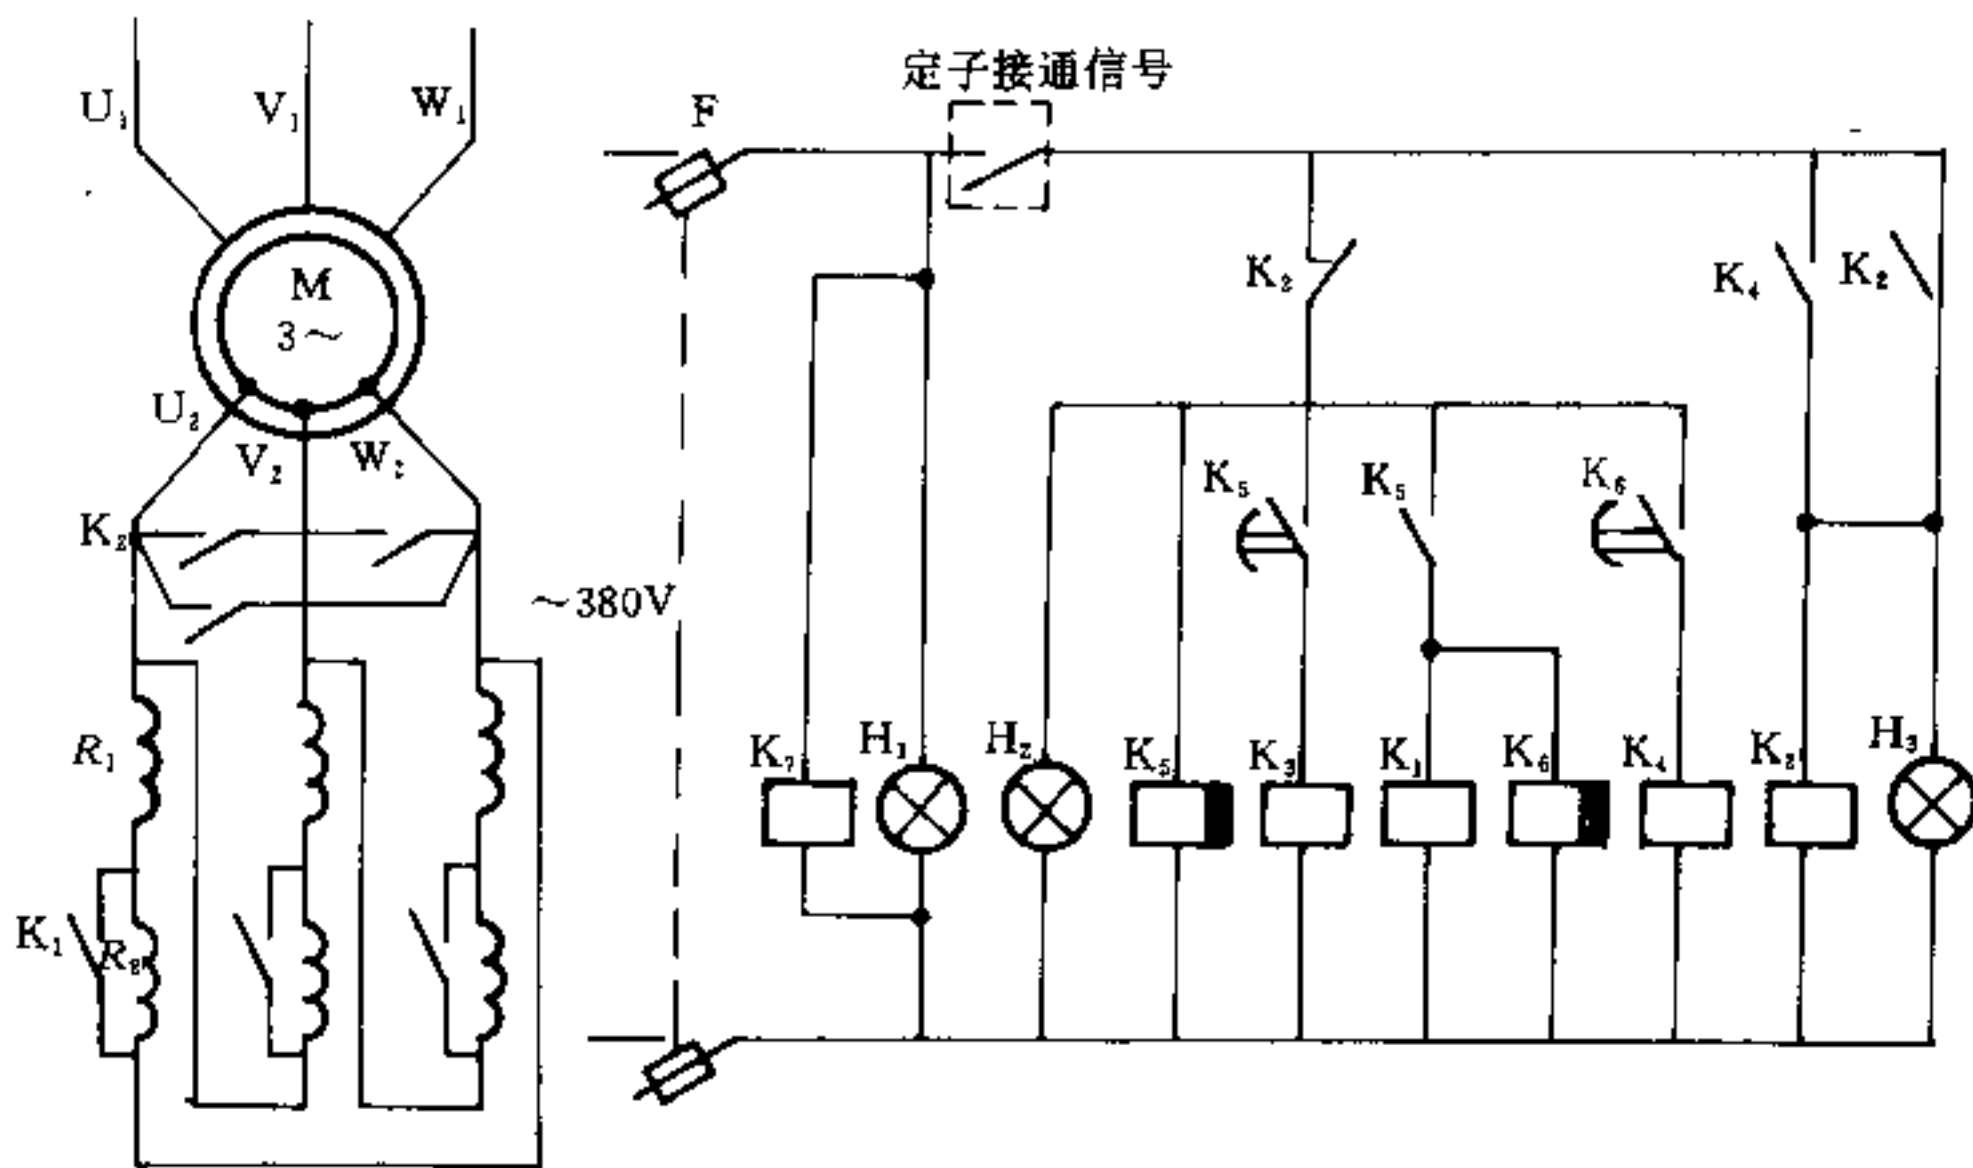 定子接通信号
U₁
V₁
W₁
F
M
3～
K₂
K₄
K₂
U₂
V₂
W₂
K₅
K₅
K₆
K₂
～380V
R₁
K₇
H₁
H₂
K₅
K₃
K₁
K₆
K₄
K₂
H₃
K₁
R₂